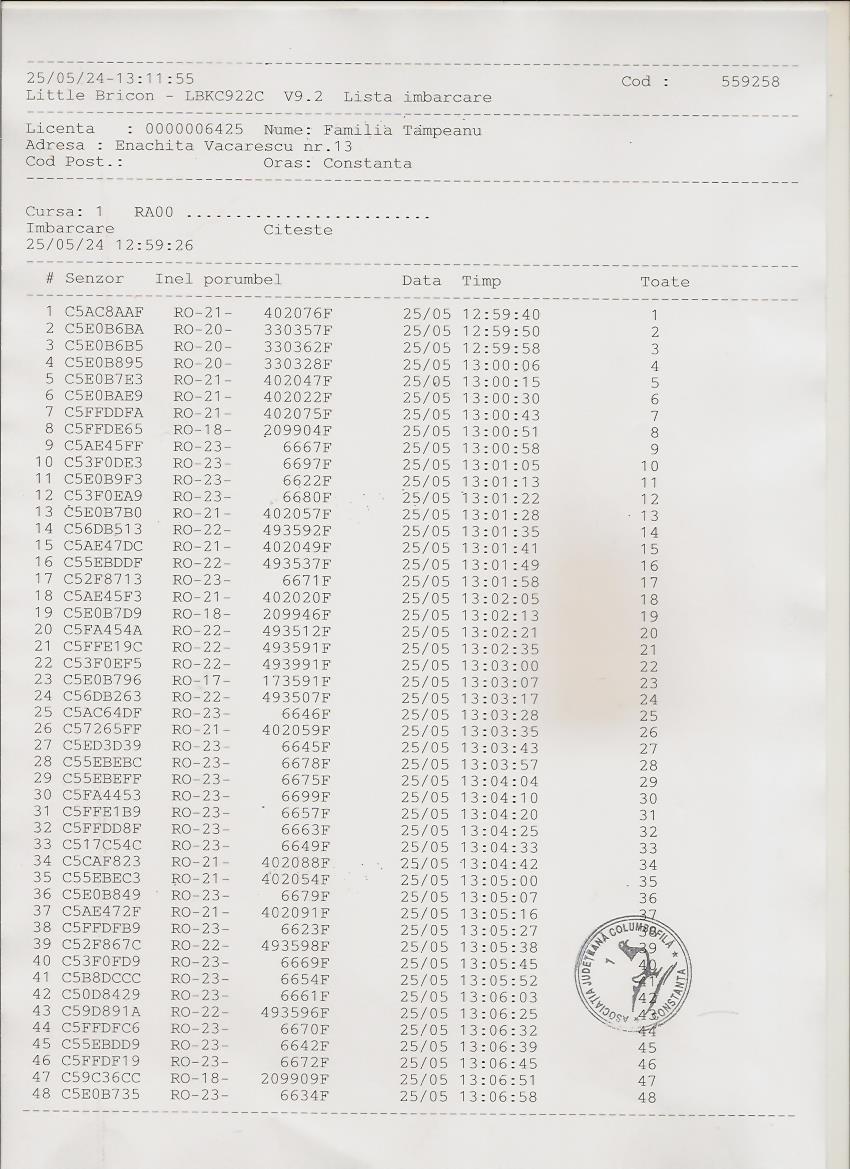 25/05/24-13:11:55 Cod : 559258
Little Bricon - LBKC922C V9.2 Lista imbarcare
Licenta : 0000006425 Nume: Familia Tampeanu
Adresa : Enachita Vacarescu nr.13
Cod Post.: Oras: Constanta
Cursa: 1 RA00 .........................
Imbarcare Citeste
25/05/24 12:59:26
# Senzor Inel porumbel Data Timp Toate
1 C5AC8AAF RO-21- 402076F 25/05 12:59:40 1
2 C5E0B6BA RO-20- 330357F 25/05 12:59:50 2
3 C5E0B6B5 RO-20- 330362F 25/05 12:59:58 3
4 C5E0B895 RO-20- 330328F 25/05 13:00:06 4
5 C5E0B7E3 RO-21- 402047F 25/05 13:00:15 5
6 C5E0BAE9 RO-21- 402022F 25/05 13:00:30 6
7 C5FFDDFA RO-21- 402075F 25/05 13:00:43 7
8 C5FFDE65 RO-18- 209904F 25/05 13:00:51 8
9 C5AE45FF RO-23- 6667F 25/05 13:00:58 9
10 C53F0DE3 RO-23- 6697F 25/05 13:01:05 10
11 C5E0B9F3 RO-23- 6622F 25/05 13:01:13 11
12 C53F0EA9 RO-23- 6680F 25/05 13:01:22 12
13 C5E0B7B0 RO-21- 402057F 25/05 13:01:28 13
14 C56DB513 RO-22- 493592F 25/05 13:01:35 14
15 C5AE47DC RO-21- 402049F 25/05 13:01:41 15
16 C55EBDDF RO-22- 493537F 25/05 13:01:49 16
17 C52F8713 RO-23- 6671F 25/05 13:01:58 17
18 C5AE45F3 RO-21- 402020F 25/05 13:02:05 18
19 C5E0B7D9 RO-18- 209946F 25/05 13:02:13 19
20 C5FA454A RO-22- 493512F 25/05 13:02:21 20
21 C5FFE19C RO-22- 493591F 25/05 13:02:35 21
22 C53F0EF5 RO-22- 493991F 25/05 13:03:00 22
23 C5E0B796 RO-17- 173591F 25/05 13:03:07 23
24 C56DB263 RO-22- 493507F 25/05 13:03:17 24
25 C5AC64DF RO-23- 6646F 25/05 13:03:28 25
26 C57265FF RO-21- 402059F 25/05 13:03:35 26
27 C5ED3D39 RO-23- 6645F 25/05 13:03:43 27
28 C55EBEBC RO-23- 6678F 25/05 13:03:57 28
29 C55EBEFF RO-23- 6675F 25/05 13:04:04 29
30 C5FA4453 RO-23- 6699F 25/05 13:04:10 30
31 C5FFE1B9 RO-23- 6657F 25/05 13:04:20 31
32 C5FFDD8F RO-23- 6663F 25/05 13:04:25 32
33 C517C54C RO-23- 6649F 25/05 13:04:33 33
34 C5CAF823 RO-21- 402088F 25/05 13:04:42 34
35 C55EBEC3 RO-21- 402054F 25/05 13:05:00 35
36 C5E0B849 RO-23- 6679F 25/05 13:05:07 36
37 C5AE472F RO-21- 402091F 25/05 13:05:16 37
38 C5FFDFB9 RO-23- 6623F 25/05 13:05:27 38
39 C52F867C RO-22- 493598F 25/05 13:05:38 39
40 C53F0FD9 RO-23- 6669F 25/05 13:05:45 40
41 C5B8DCCC RO-23- 6654F 25/05 13:05:52 41
42 C50D8429 RO-23- 6661F 25/05 13:06:03 42
43 C59D891A RO-22- 493596F 25/05 13:06:25 43
44 C5FFDFC6 RO-23- 6670F 25/05 13:06:32 44
45 C55EBDD9 RO-23- 6642F 25/05 13:06:39 45
46 C5FFDF19 RO-23- 6672F 25/05 13:06:45 46
47 C59C36CC RO-18- 209909F 25/05 13:06:51 47
48 C5E0B735 RO-23- 6634F 25/05 13:06:58 48
ASOCIAȚIA JUDEȚEANĂ COLUMBOFILĂ * CONSTANȚA *
1